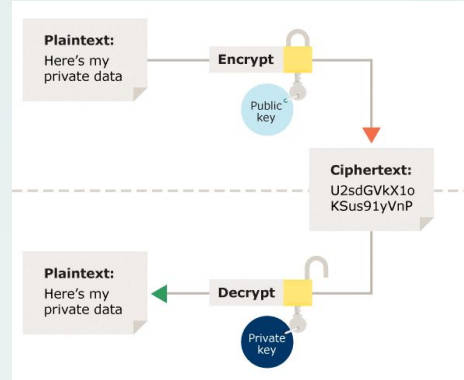 Plaintext:
Here's my
private data
Encrypt
Public
key
Ciphertext:
U2sdGVkX1o
KSus91yVnP
Plaintext:
Here's my
private data
Decrypt
Private
key